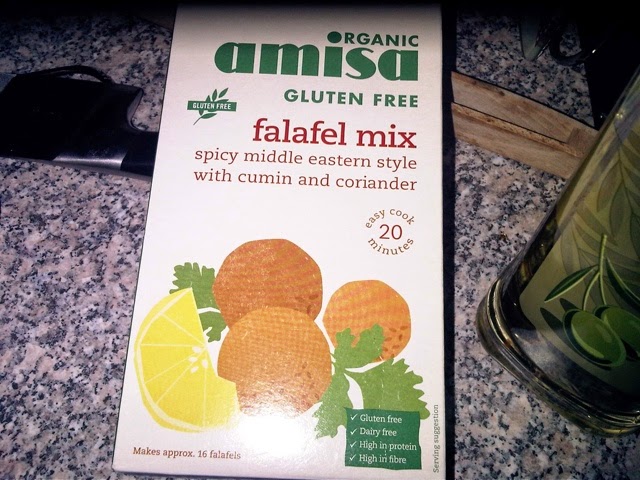 ORGANIC
amisa
GLUTEN FREE
GLUTEN FREE
falafel mix
spicy middle eastern style
with cumin and coriander
easy cook
20
minutes
✓ Gluten free
✓ Dairy free
✓ High in protein
✓ High in fibre
Makes approx. 16 falafels
Serving suggestion